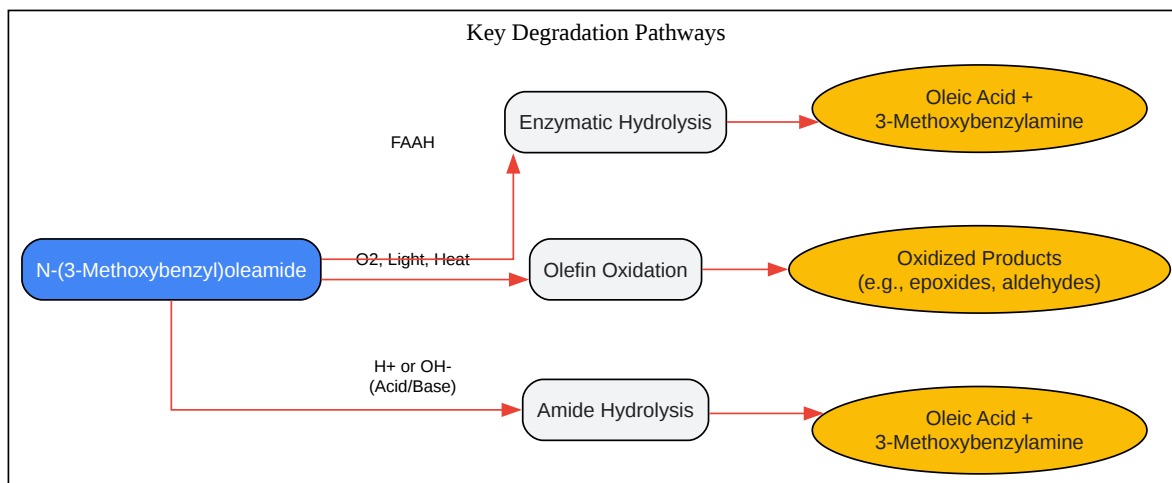 Key Degradation Pathways
Oleic Acid +
3-Methoxybenzylamine
Enzymatic Hydrolysis
FAAH
N-(3-Methoxybenzyl)oleamide
O2, Light, Heat
Olefin Oxidation
Oxidized Products
(e.g., epoxides, aldehydes)
H+ or OH-
(Acid/Base)
Amide Hydrolysis
Oleic Acid +
3-Methoxybenzylamine